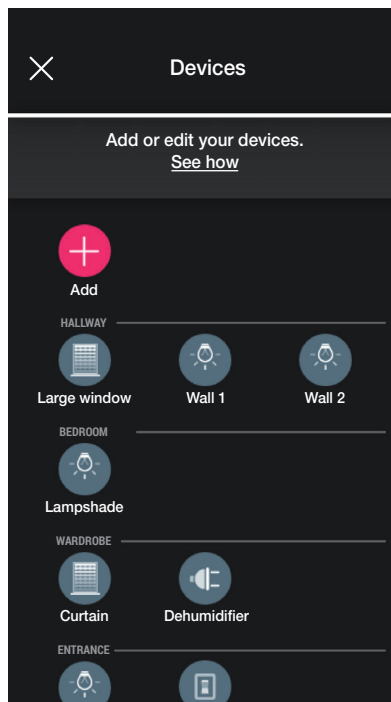 Devices
Add or edit your devices.
See how
Add
HALLWAY
Large window
Wall 1
Wall 2
BEDROOM
Lampshade
WARDROBE
Curtain
Dehumidifier
ENTRANCE